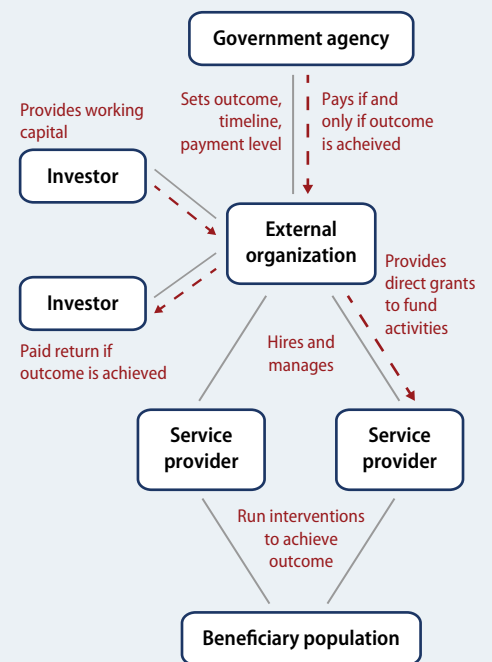 Government agency
Sets outcome,
timeline,
payment level
Pays if and
only if outcome
is acheived
Provides working
capital
Investor
External
organization
Investor
Paid return if
outcome is achieved
Provides
direct grants
to fund
activities
Hires and
manages
Service
provider
Service
provider
Run interventions
to achieve
outcome
Beneficiary population